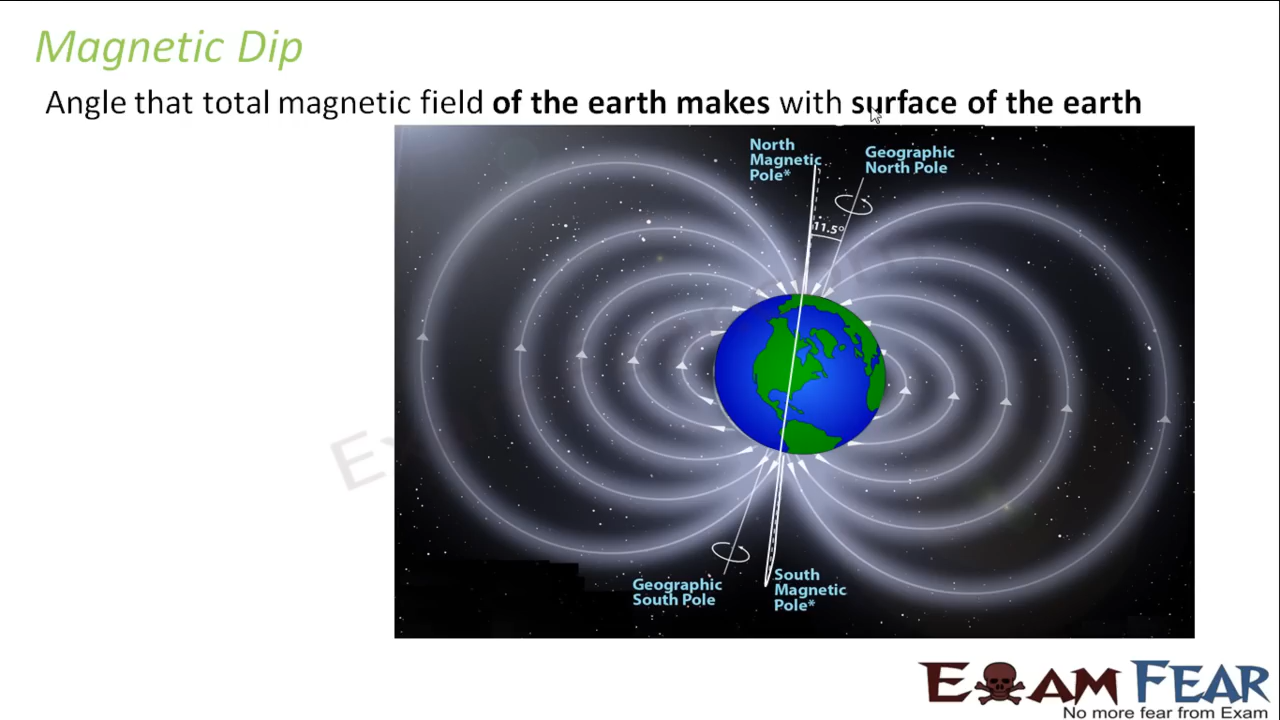 Magnetic Dip
Angle that total magnetic field of the earth makes with surface of the earth
North
Magnetic
Pole*
Geographic
North Pole
11.5°
Geographic
South Pole
South
Magnetic
Pole*
EXAM FEAR
No more fear from Exam